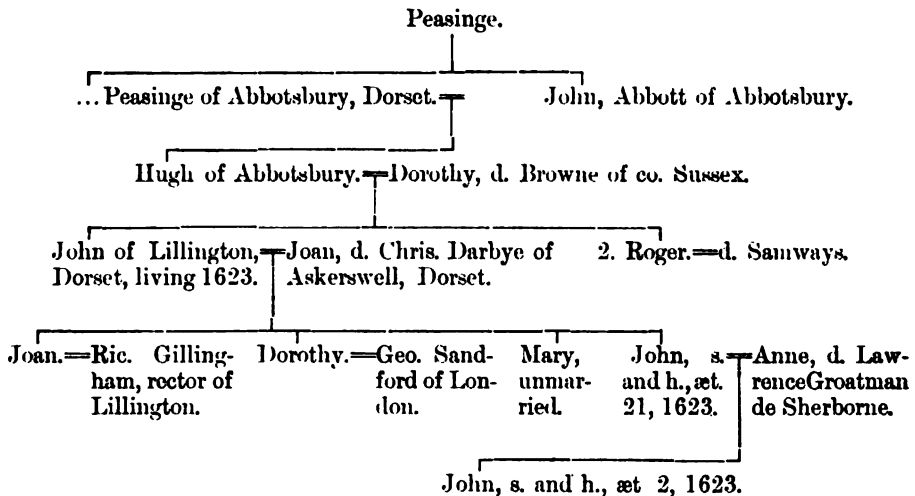 Peasinge.
...Peasinge of Abbotsbury, Dorset.
John, Abbott of Abbotsbury.
Hugh of Abbotsbury.
Dorothy, d. Browne of co. Sussex.
John of Lillington,
Dorset, living 1623.
Joan, d. Chris. Darbye of
Askerswell, Dorset.
2. Roger.
d. Samways.
Joan.
Ric. Gilling-
ham, rector of
Lillington.
Dorothy.
Geo. Sand-
ford of Lon-
don.
Mary,
unmar-
ried.
John, s.
and h., æt.
21, 1623.
Anne, d. Law-
renceGroatman
de Sherborne.
John, s. and h., æt 2, 1623.